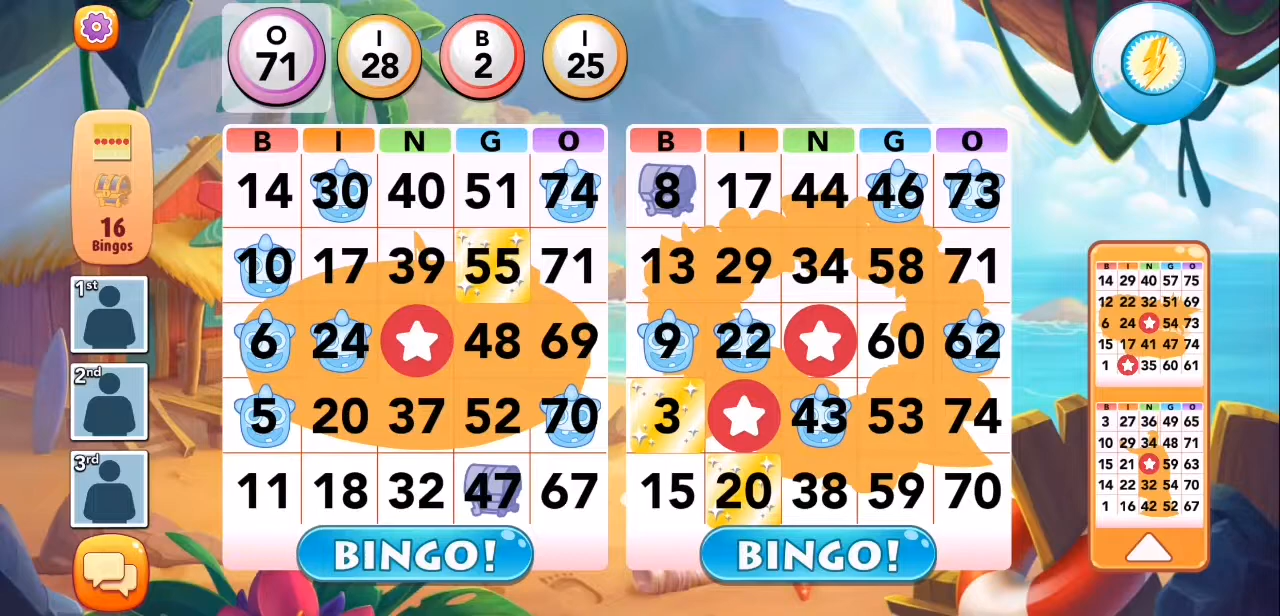 O I B I
71 28 2 25
B I N G O
14 30 40 51 74
10 17 39 55 71
6 24 48 69
5 20 37 52 70
11 18 32 47 67
BINGO!
B I N G O
8 17 44 46 73
13 29 34 58 71
9 22 60 62
3 43 53 74
15 20 38 59 70
BINGO!
16
Bingos
1st
2nd
3rd
B I N G O
14 29 40 57 75
12 22 32 51 69
6 24 54 73
15 17 41 47 74
1 35 60 61
B I N G O
3 27 36 49 65
10 29 34 48 71
15 21 59 63
14 22 32 54 70
1 16 42 52 67